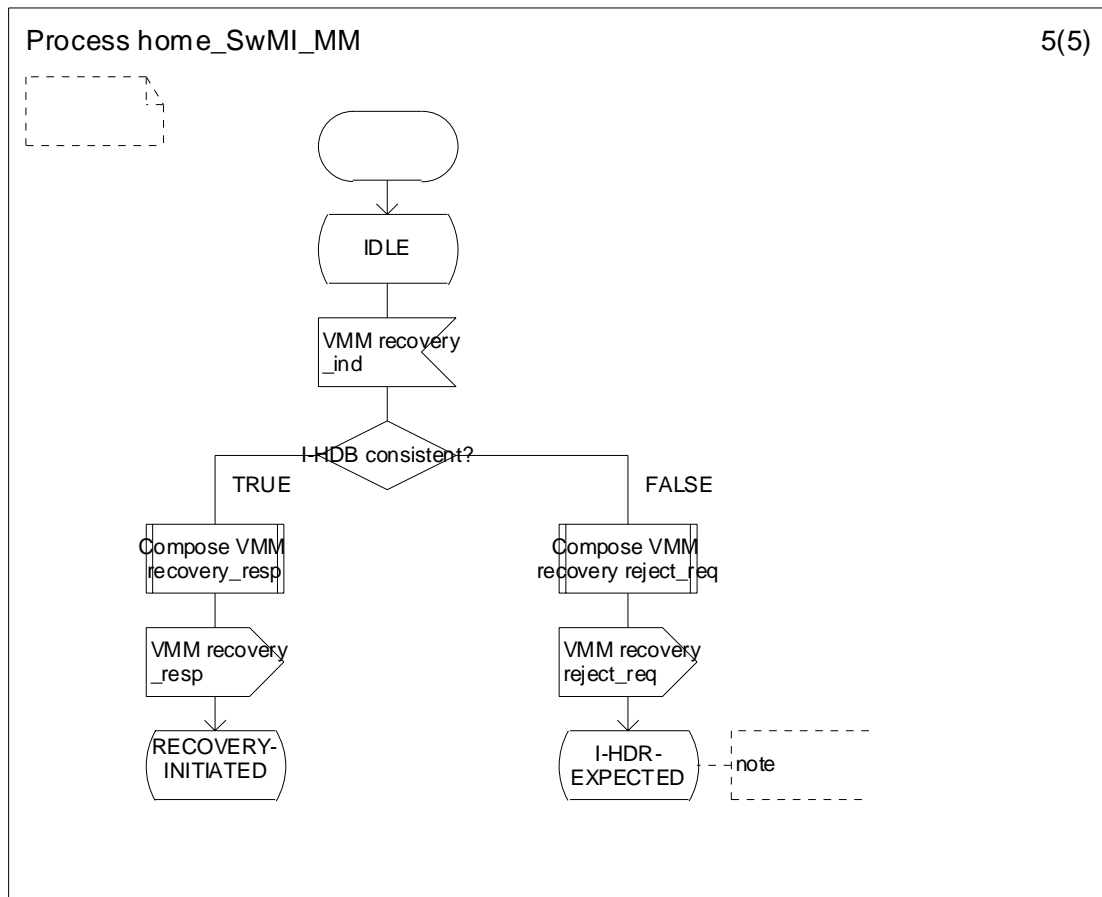 Process home_SwMI_MM
5(5)
IDLE
VMM recovery
_ind
I-HDB consistent?
TRUE
FALSE
Compose VMM
recovery_resp
Compose VMM
recovery reject_req
VMM recovery
_resp
VMM recovery
reject_req
RECOVERY-
INITIATED
I-HDR-
EXPECTED
note